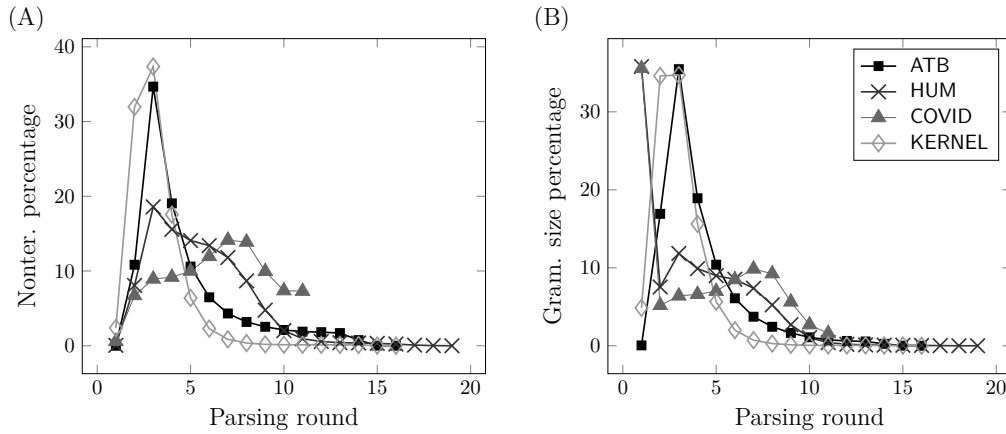 (A)
Nonter. percentage
40
30
20
10
0
0 5 10 15 20
Parsing round
(B)
Gram. size percentage
30
20
10
0
0 5 10 15 20
Parsing round
ATB
HUM
COVID
KERNEL